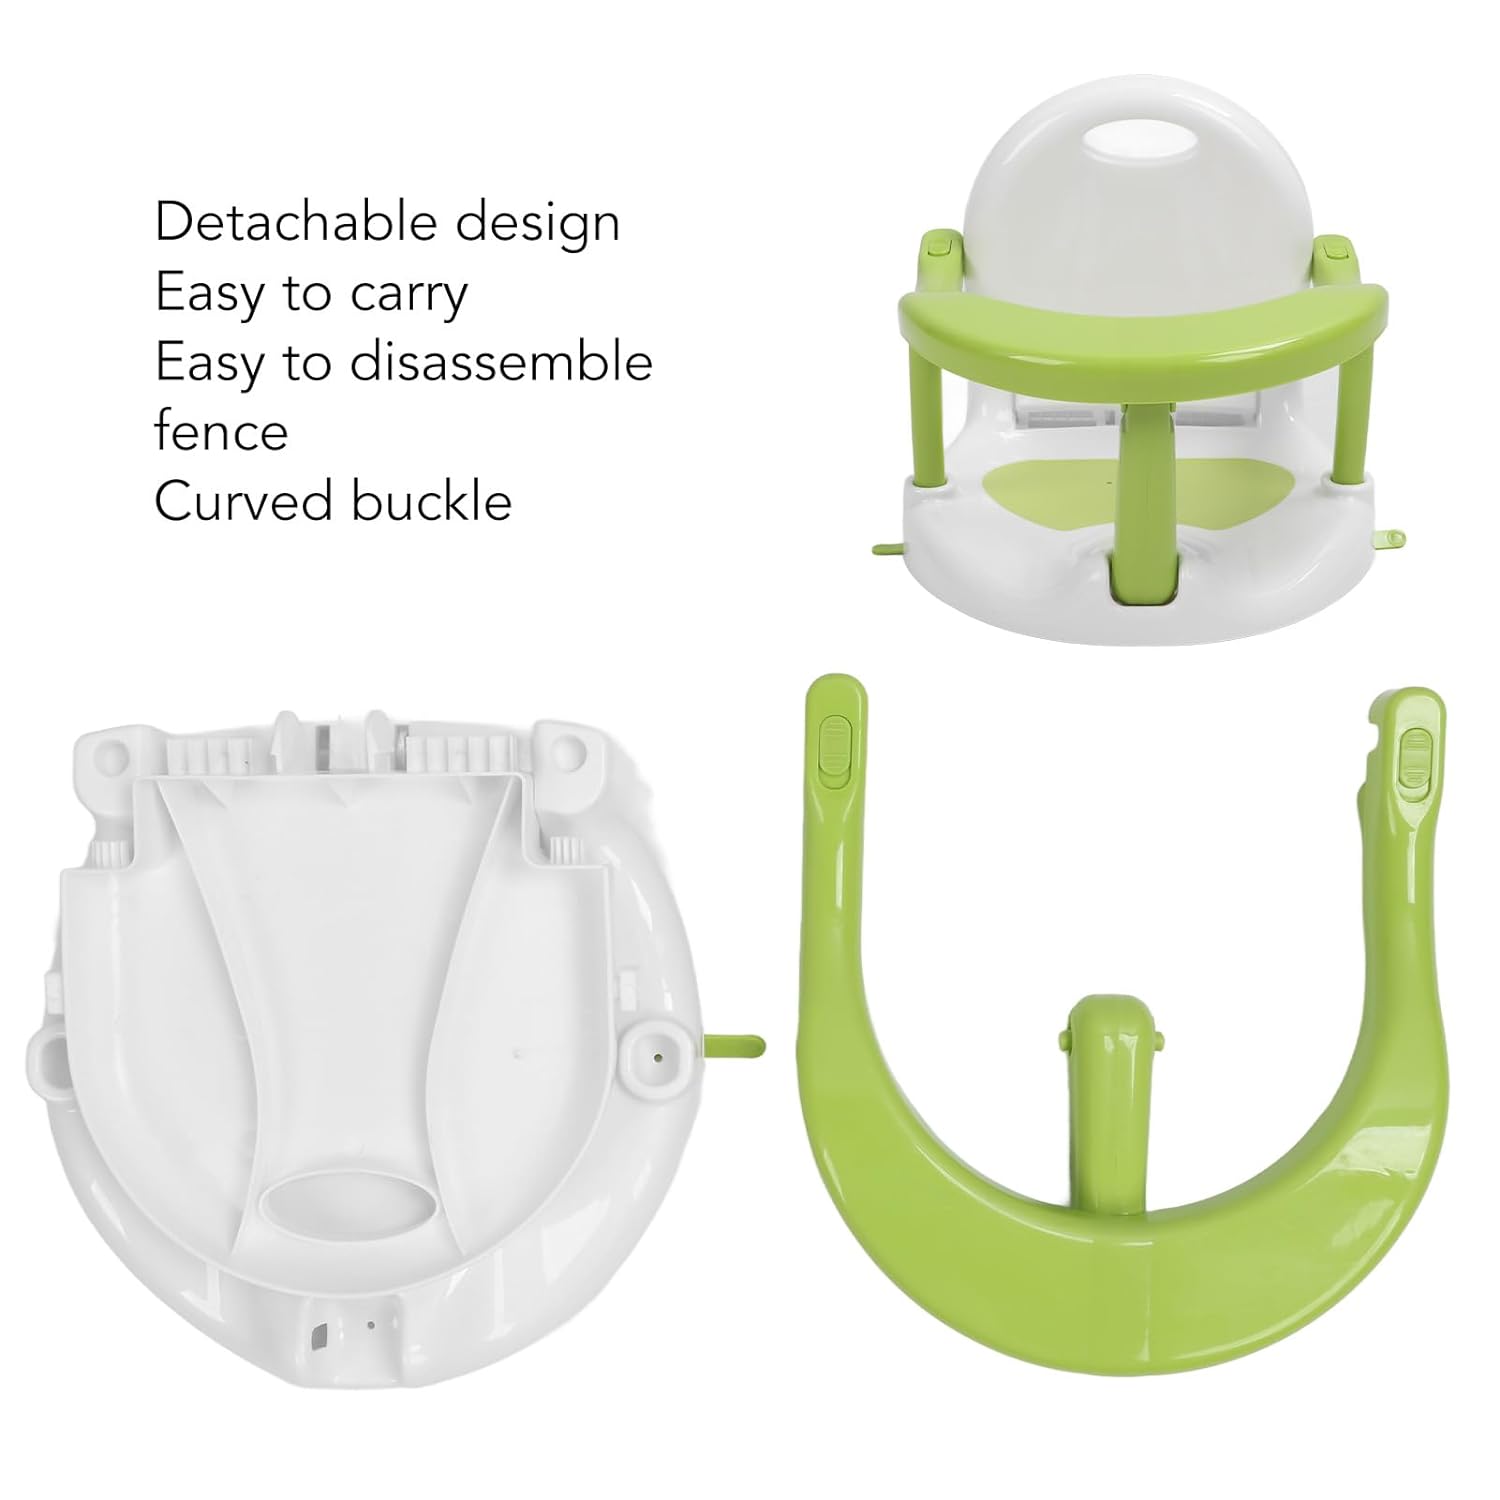 Detachable design
Easy to carry
Easy to disassemble
fence
Curved buckle